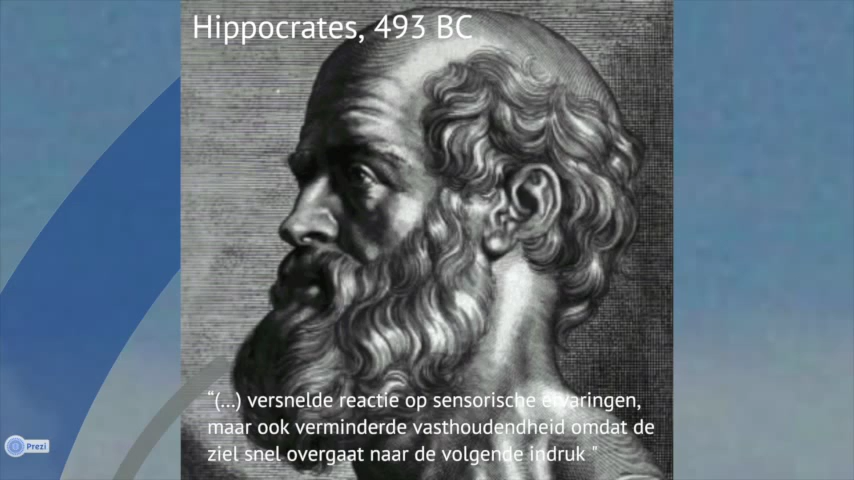 Hippocrates, 493 BC
“(...) versnelde reactie op sensorische ervaringen,
maar ook verminderde vasthoudendheid omdat de
ziel snel overgaat naar de volgende indruk "
Prezi